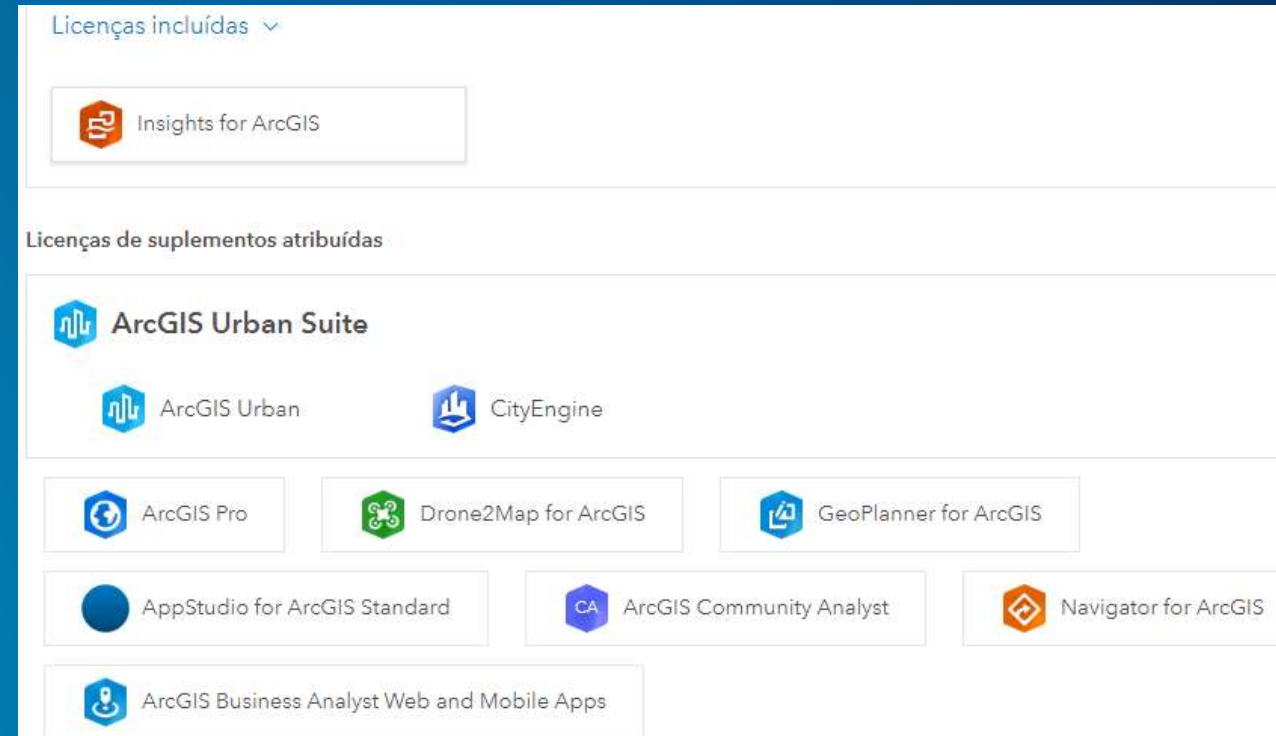 Licenças incluídas
Insights for ArcGIS
Licenças de suplementos atribuídas
ArcGIS Urban Suite
ArcGIS Urban CityEngine
ArcGIS Pro Drone2Map for ArcGIS GeoPlanner for ArcGIS
AppStudio for ArcGIS Standard CA ArcGIS Community Analyst Navigator for ArcGIS
ArcGIS Business Analyst Web and Mobile Apps